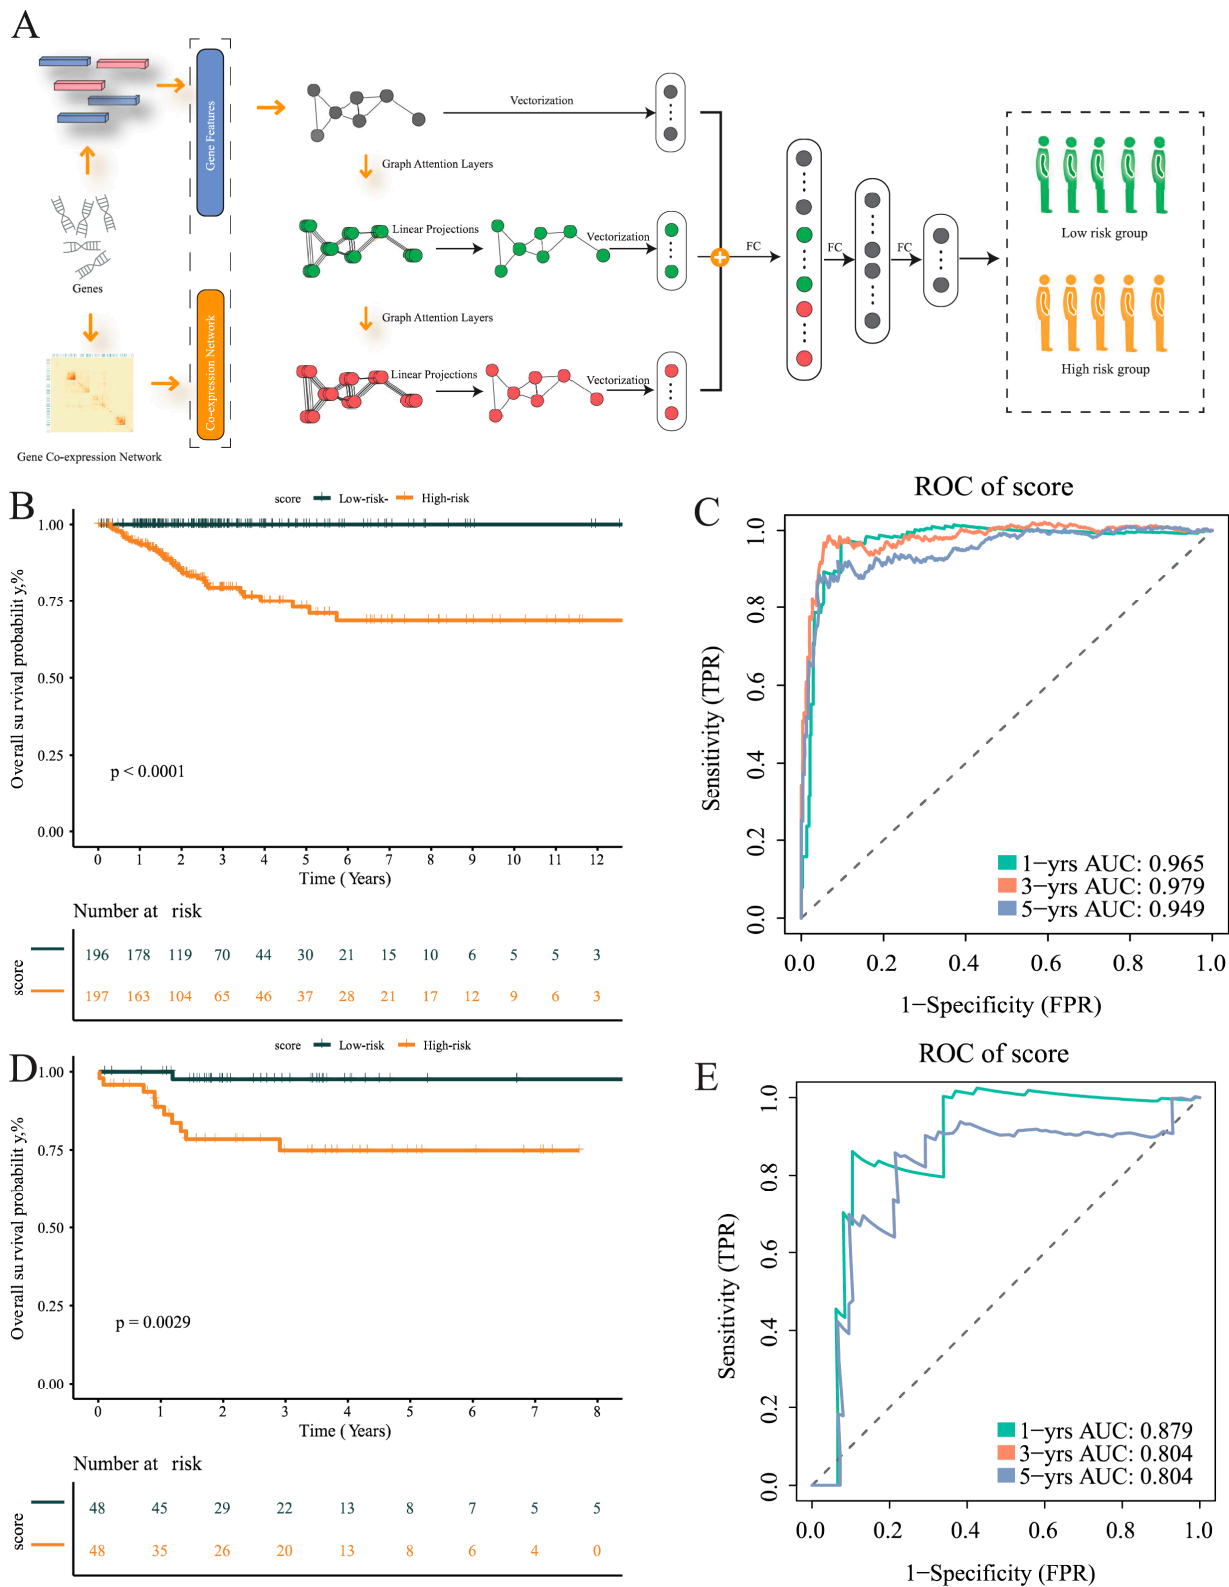 A
Gene Features
Vectorization
Graph Attention Layers
Linear Projections
Vectorization
FC
FC
FC
Low risk group
Genes
Graph Attention Layers
Co-expression Network
Linear Projections
Vectorization
High risk group
Gene Co-expression Network
B
score Low-risk- High-risk
Overall su rvival probabilit y,%
1.00
0.75
0.50
0.25
0.00
p < 0.0001
0 1 2 3 4 5 6 7 8 9 10 11 12
Time ( Years)
Number at risk
score
196 178 119 70 44 30 21 15 10 6 5 5 3
197 163 104 65 46 37 28 21 17 12 9 6 3
C
ROC of score
Sensitivity (TPR)
1.0
0.8
0.6
0.4
0.2
0.0
1−yrs AUC: 0.965
3−yrs AUC: 0.979
5−yrs AUC: 0.949
0.0 0.2 0.4 0.6 0.8 1.0
1−Specificity (FPR)
D
score Low-risk High-risk
Overall su rvival probabilit y,%
1.00
0.75
0.50
0.25
0.00
p = 0.0029
0 1 2 3 4 5 6 7 8
Time ( Years)
Number at risk
score
48 45 29 22 13 8 7 5 5
48 35 26 20 13 8 6 4 0
E
ROC of score
Sensitivity (TPR)
1.0
0.8
0.6
0.4
0.2
0.0
1−yrs AUC: 0.879
3−yrs AUC: 0.804
5−yrs AUC: 0.804
0.0 0.2 0.4 0.6 0.8 1.0
1−Specificity (FPR)